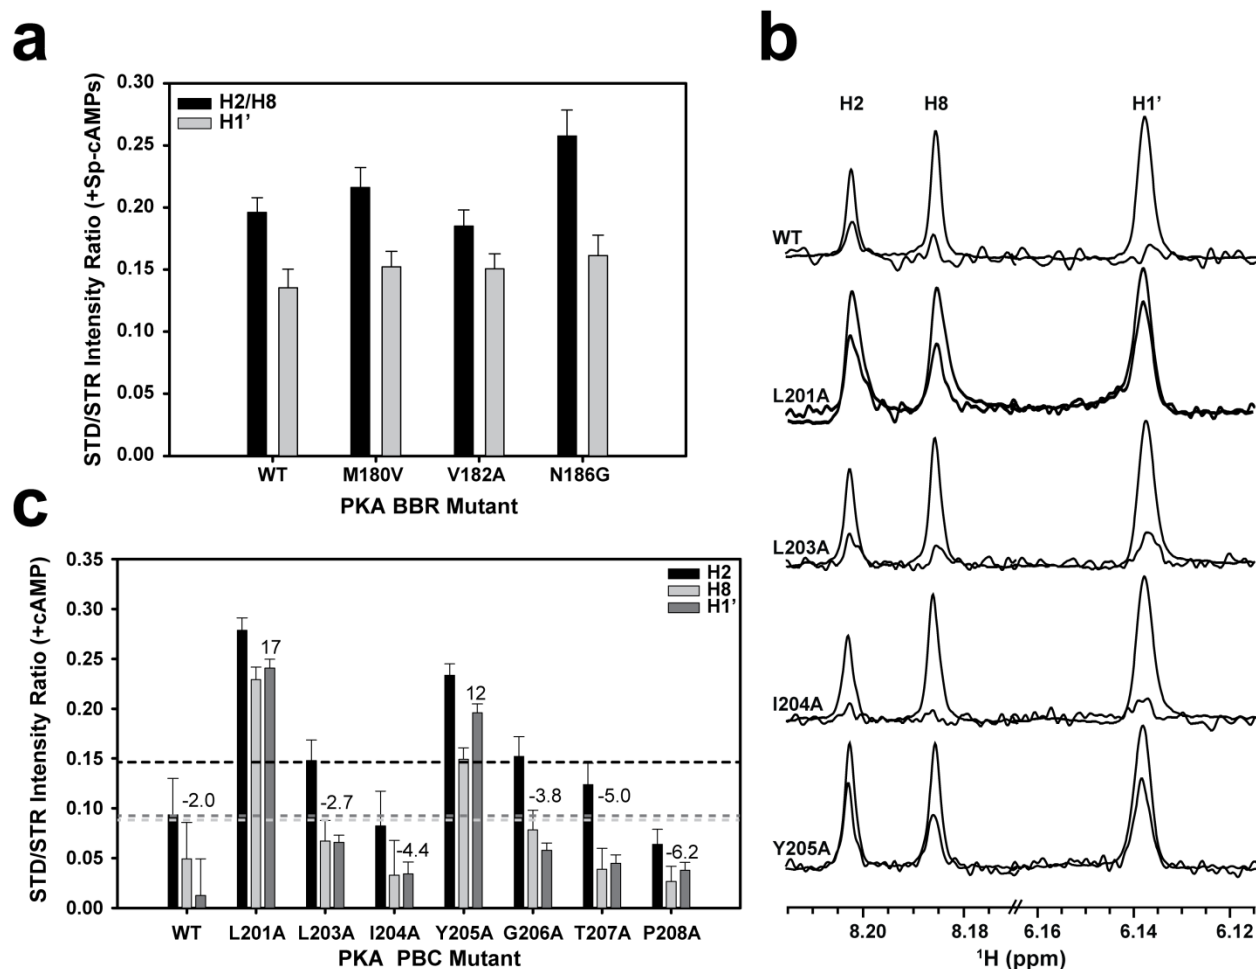 a
STD/STR Intensity Ratio (+Sp-cAMPs)
0.30
0.25
0.20
0.15
0.10
0.05
0.00
H2/H8
H1’
WT M180V V182A N186G
PKA BBR Mutant
b
H2 H8 H1’
WT
L201A
L203A
I204A
Y205A
8.20 8.18 6.16 6.14 6.12
¹H (ppm)
c
STD/STR Intensity Ratio (+cAMP)
0.35
0.30
0.25
0.20
0.15
0.10
0.05
0.00
H2
H8
H1’
-2.0 17 -2.7 -4.4 12 -3.8 -5.0 -6.2
WT L201A L203A I204A Y205A G206A T207A P208A
PKA PBC Mutant